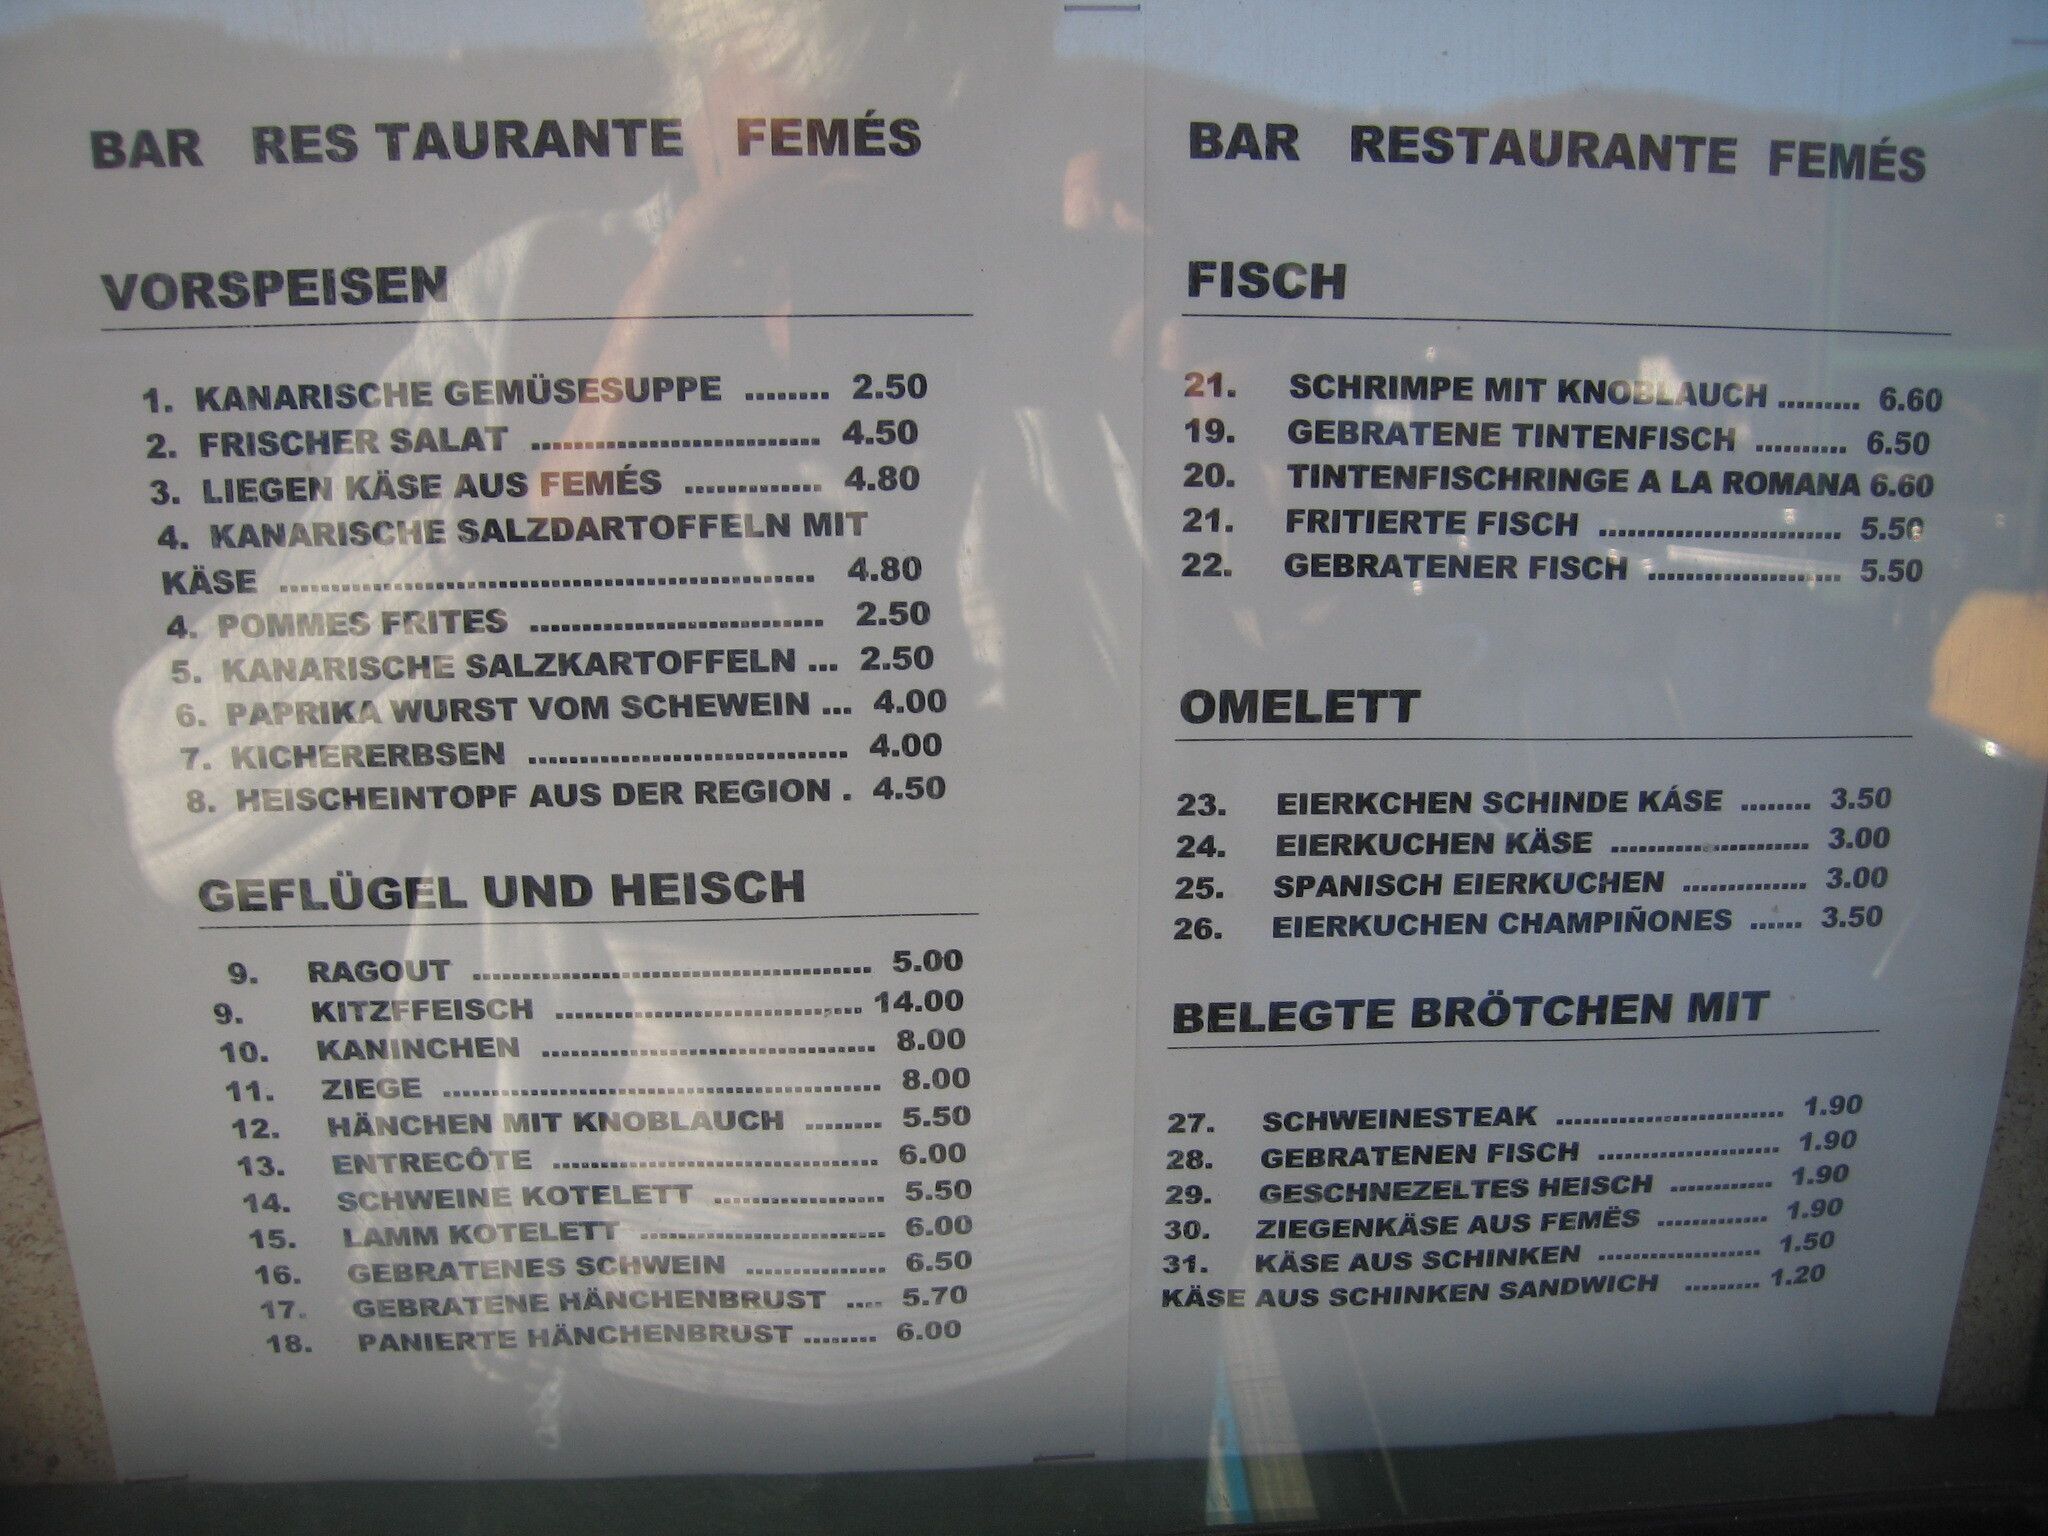 BAR RES TAURANTE FEMÉS
VORSPEISEN
1. KANARISCHE GEMÜSESUPPE ........ 2.50
2. FRISCHER SALAT ............................. 4.50
3. LIEGEN KÄSE AUS FEMÉS .............. 4.80
4. KANARISCHE SALZDARTOFFELN MIT
KÄSE ...................................................... 4.80
4. POMMES FRITES .............................. 2.50
5. KANARISCHE SALZKARTOFFELN ... 2.50
6. PAPRIKA WURST VOM SCHEWEIN ... 4.00
7. KICHERERBSEN ................................ 4.00
8. HEISCHEINTOPF AUS DER REGION . 4.50
GEFLÜGEL UND HEISCH
9. RAGOUT ......................................... 5.00
9. KITZFFEISCH ................................ 14.00
10. KANINCHEN .................................. 8.00
11. ZIEGE ............................................. 8.00
12. HÄNCHEN MIT KNOBLAUCH ........ 5.50
13. ENTRECÔTE .................................. 6.00
14. SCHWEINE KOTELETT .................. 5.50
15. LAMM KOTELETT .......................... 6.00
16. GEBRATENES SCHWEIN ............... 6.50
17. GEBRATENE HÄNCHENBRUST .... 5.70
18. PANIERTE HÄNCHENBRUST ........ 6.00
BAR RESTAURANTE FEMÉS
FISCH
21. SCHRIMPE MIT KNOBLAUCH ......... 6.60
19. GEBRATENE TINTENFISCH .......... 6.50
20. TINTENFISCHRINGE A LA ROMANA 6.60
21. FRITIERTE FISCH ......................... 5.50
22. GEBRATENER FISCH .................... 5.50
OMELETT
23. EIERKCHEN SCHINDE KÁSE ........ 3.50
24. EIERKUCHEN KÄSE ...................... 3.00
25. SPANISCH EIERKUCHEN .............. 3.00
26. EIERKUCHEN CHAMPIÑONES ...... 3.50
BELEGTE BRÖTCHEN MIT
27. SCHWEINESTEAK .......................... 1.90
28. GEBRATENEN FISCH ..................... 1.90
29. GESCHNEZELTES HEISCH ............ 1.90
30. ZIEGENKÄSE AUS FEMËS ............. 1.90
31. KÄSE AUS SCHINKEN ................... 1.50
KÄSE AUS SCHINKEN SANDWICH ......... 1.20